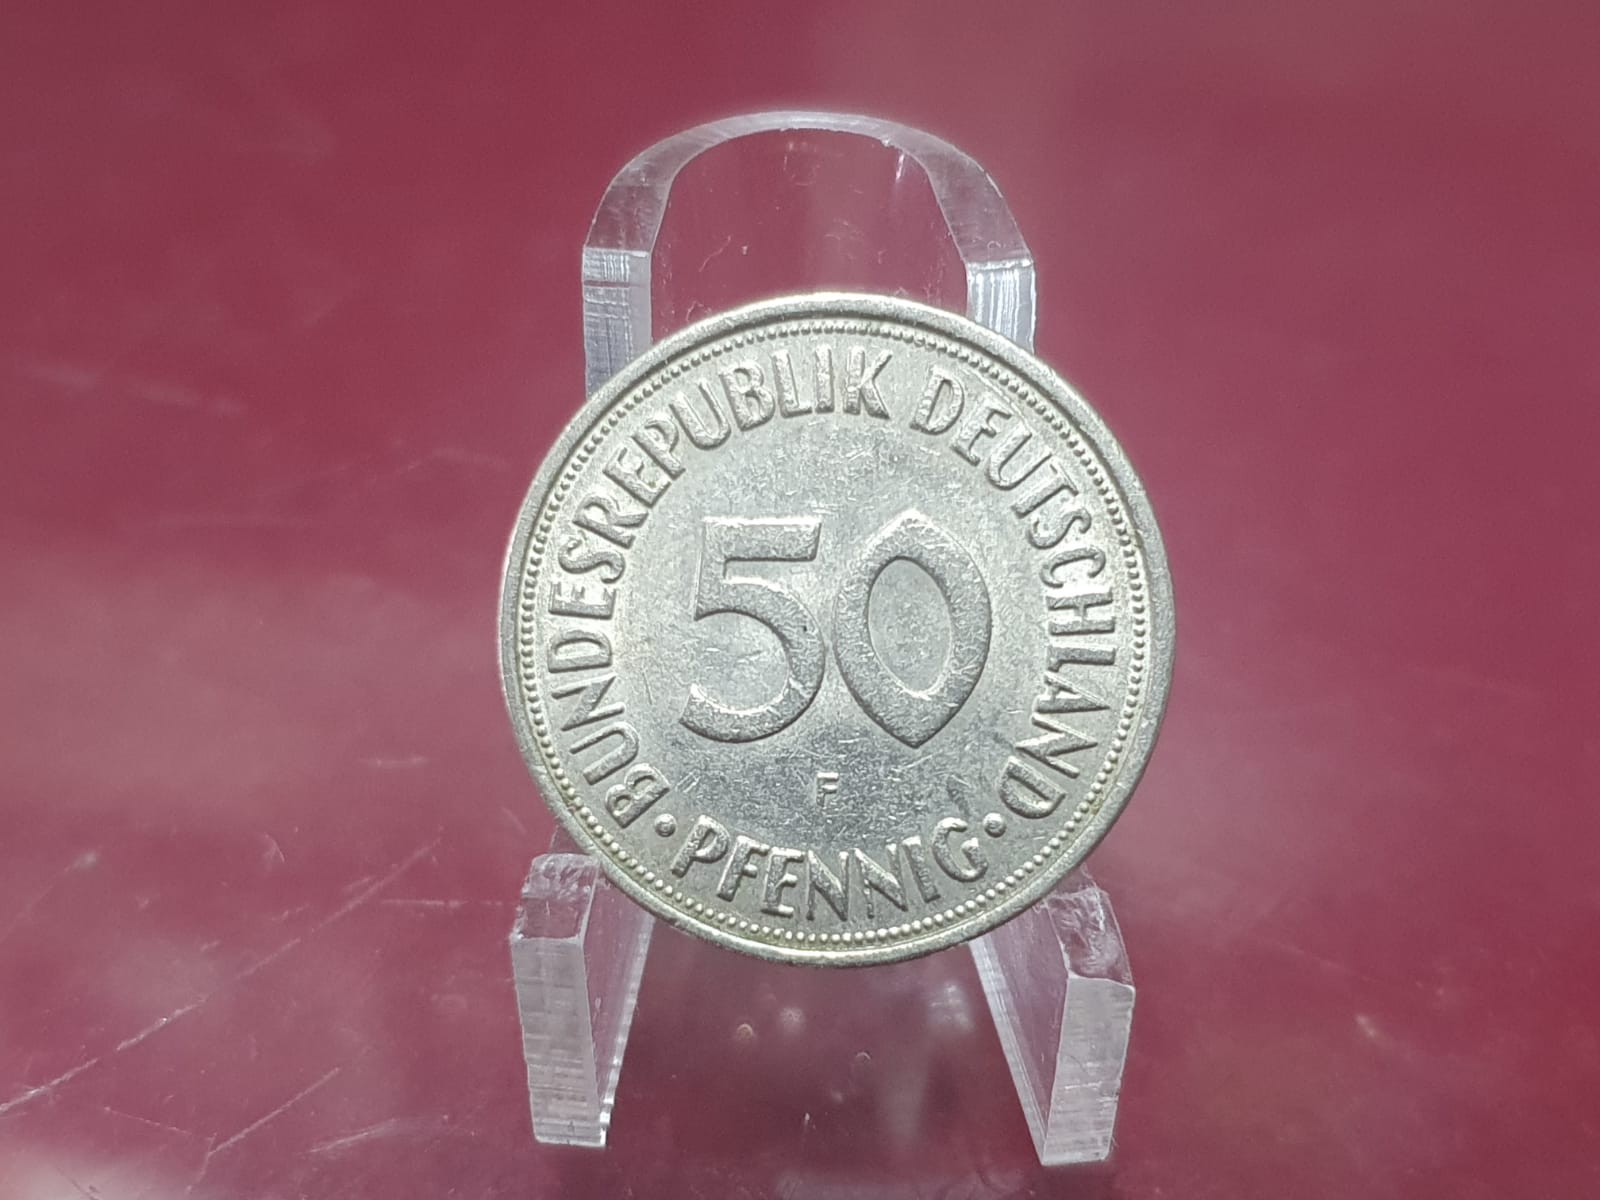 BUNDESREPUBLIK DEUTSCHLAND
50
F
• PFENNIG •